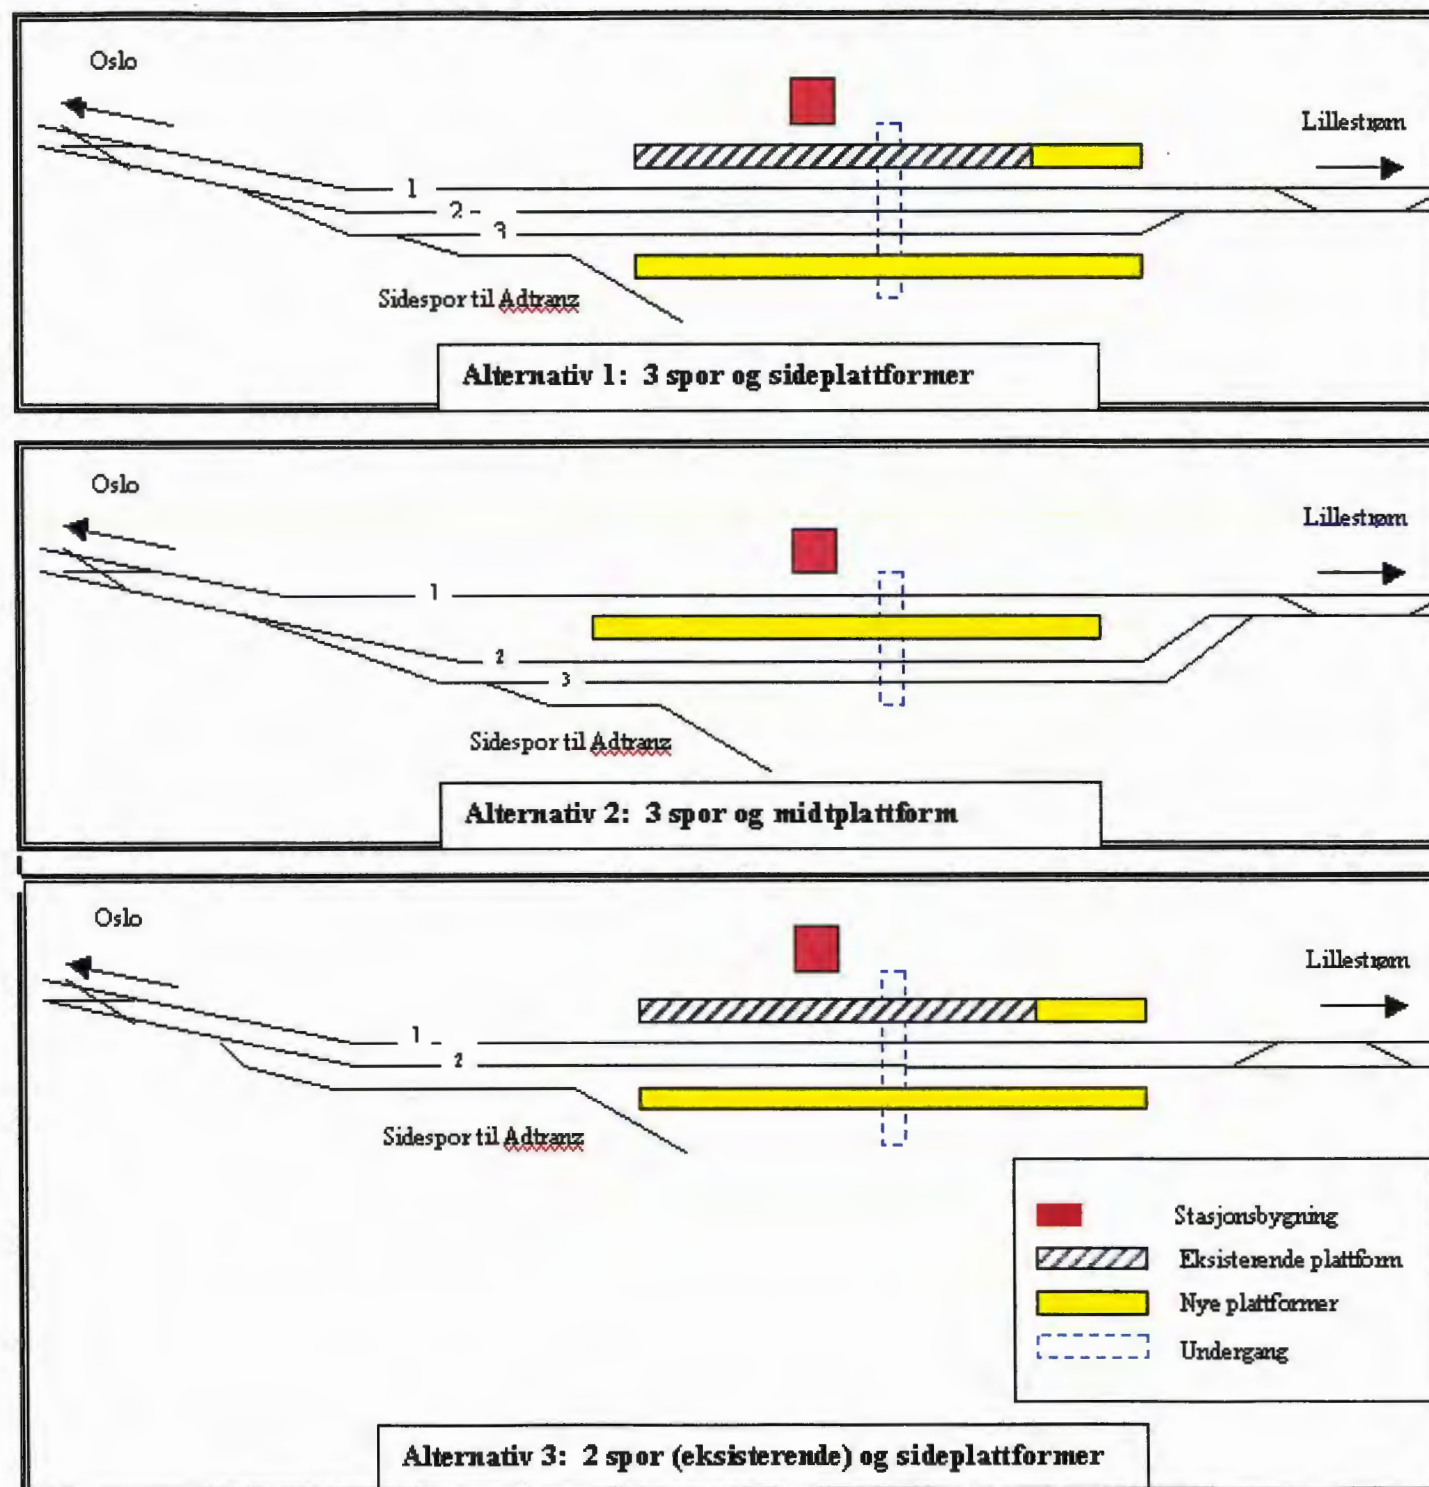 Oslo
Lillestrøm
1
2
3
Sidespor til Adtranz
Alternativ 1: 3 spor og sideplattformer
Oslo
Lillestrøm
1
2
3
Sidespor til Adtranz
Alternativ 2: 3 spor og midtplattform
Oslo
Lillestrøm
1
2
Sidespor til Adtranz
Stasjonsbygning
Eksisterende plattform
Nye plattformer
Undergang
Alternativ 3: 2 spor (eksisterende) og sideplattformer